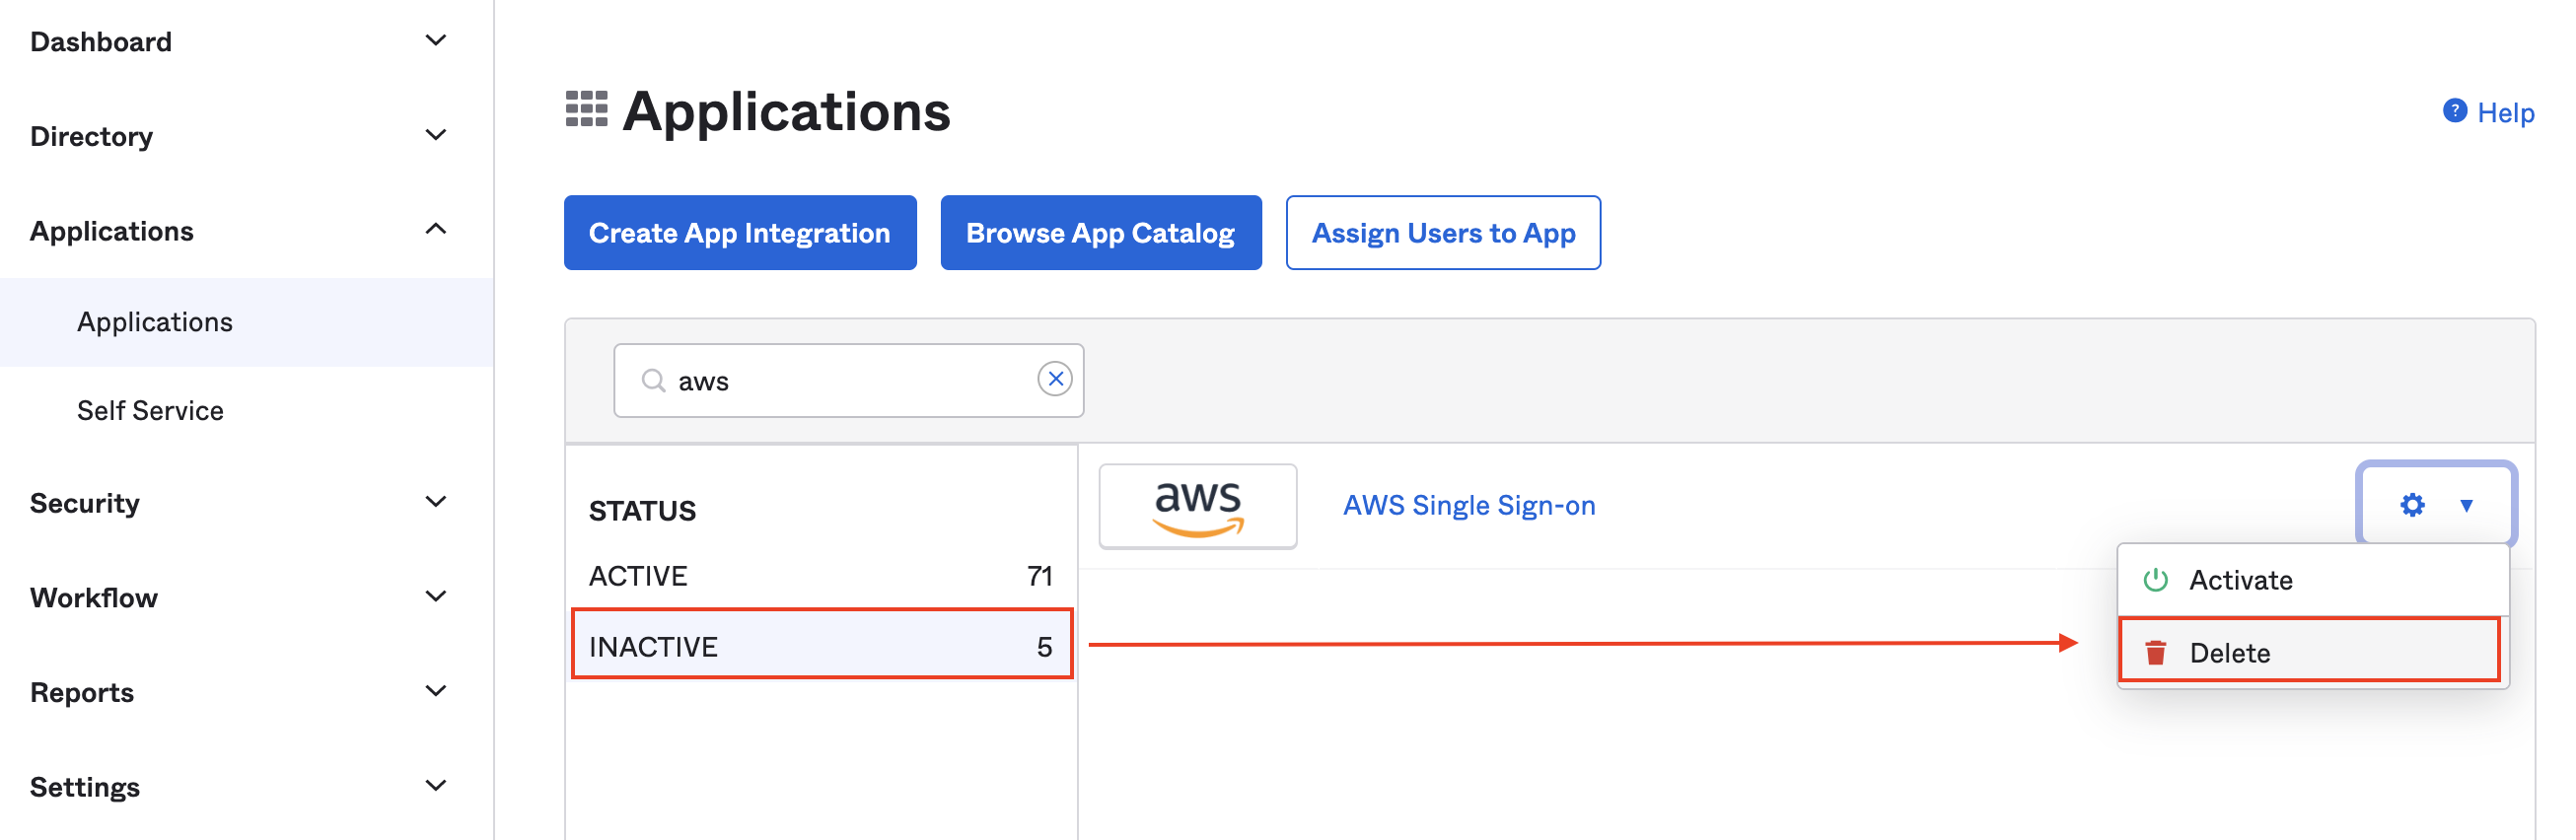 Dashboard
Directory
Applications
Applications
Self Service
Security
Workflow
Reports
Settings
Applications
? Help
Create App Integration
Browse App Catalog
Assign Users to App
aws
STATUS
ACTIVE 71
INACTIVE 5
aws
AWS Single Sign-on
Activate
Delete